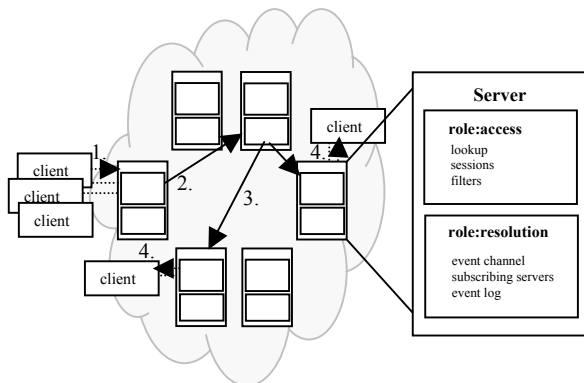 client
client
client
1.
2.
3.
4.
client
4.
client
Server
role:access
lookup
sessions
filters
role:resolution
event channel
subscribing servers
event log